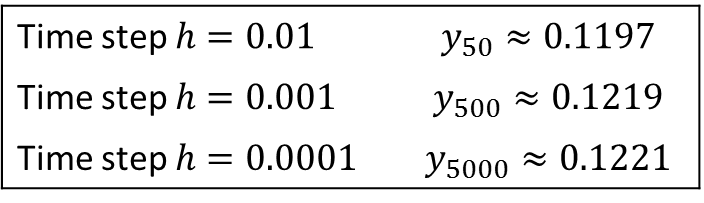 Time step h = 0.01 y₅₀ ≈ 0.1197
Time step h = 0.001 y₅₀₀ ≈ 0.1219
Time step h = 0.0001 y₅₀₀₀ ≈ 0.1221